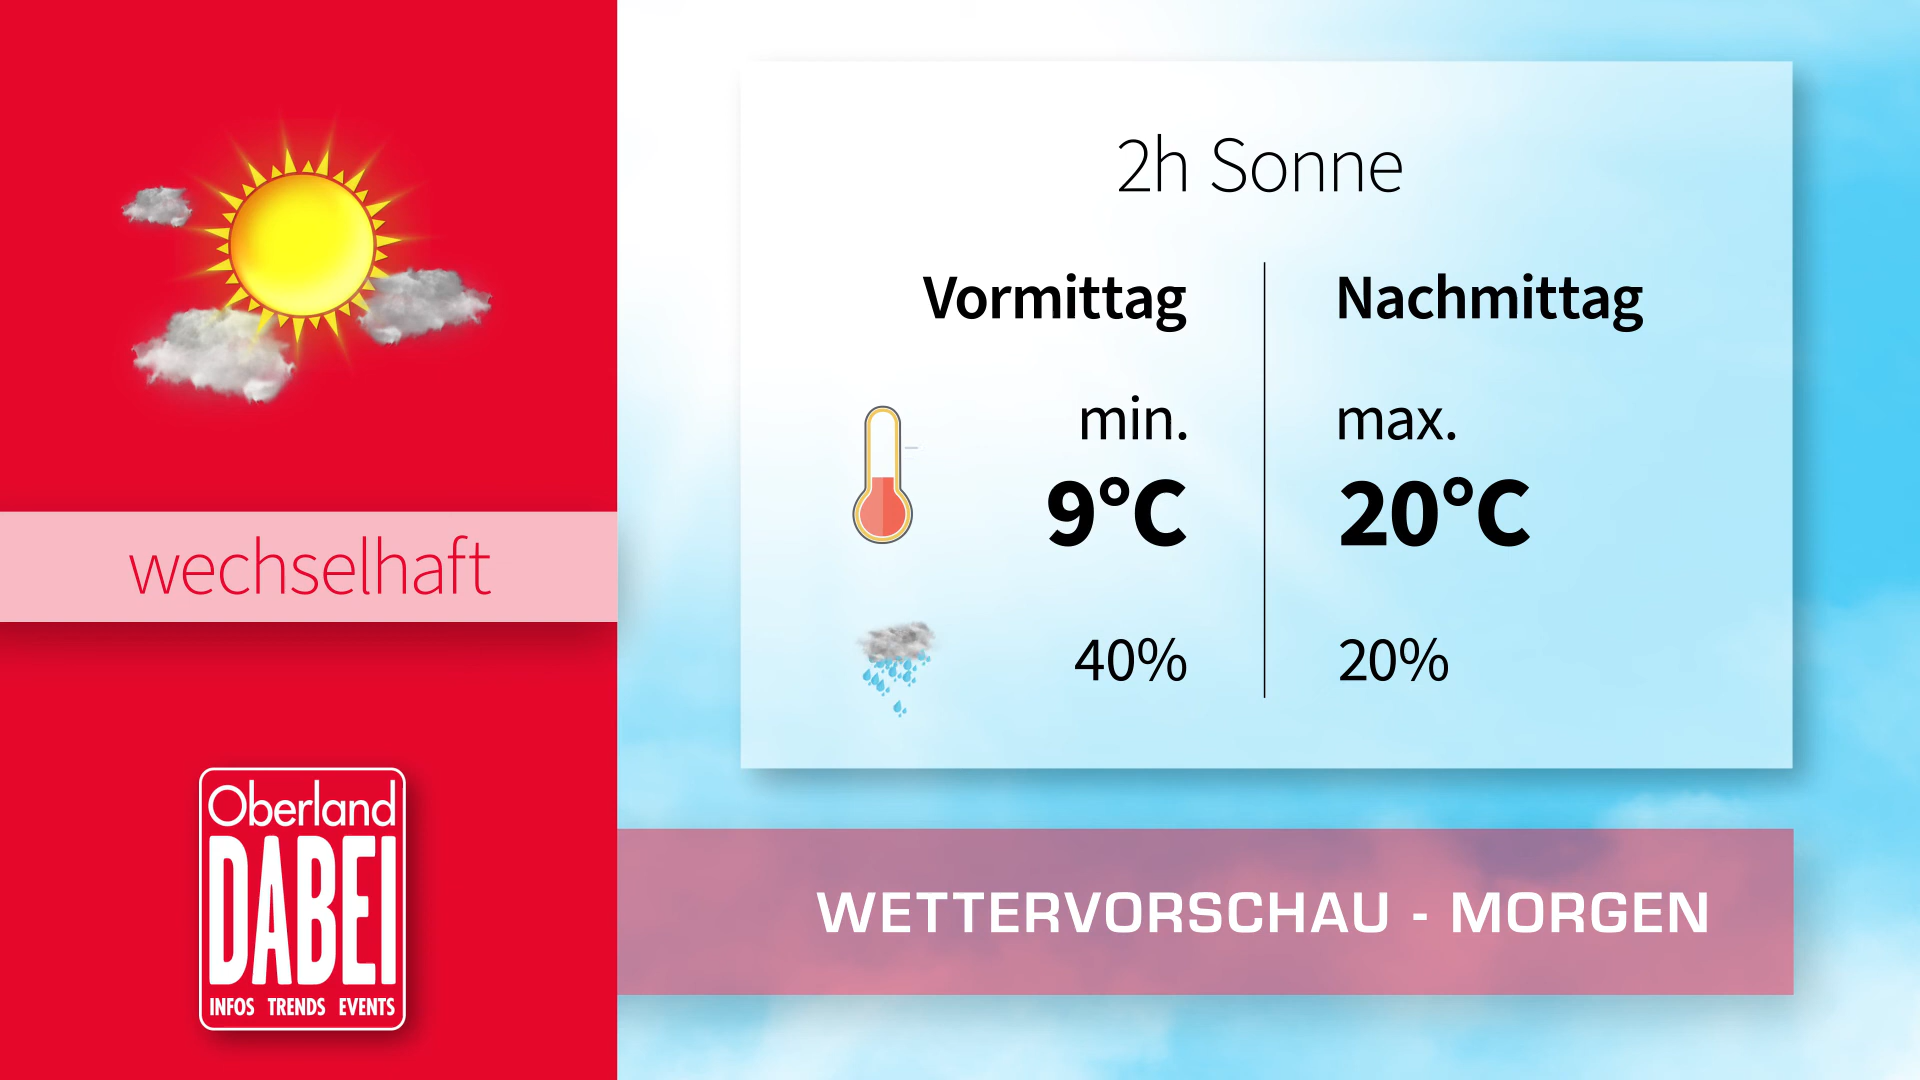 wechselhaft
Oberland
DABEI
INFOS TRENDS EVENTS
2h Sonne
Vormittag Nachmittag
min. max.
9°C 20°C
40% 20%
WETTERVORSCHAU - MORGEN